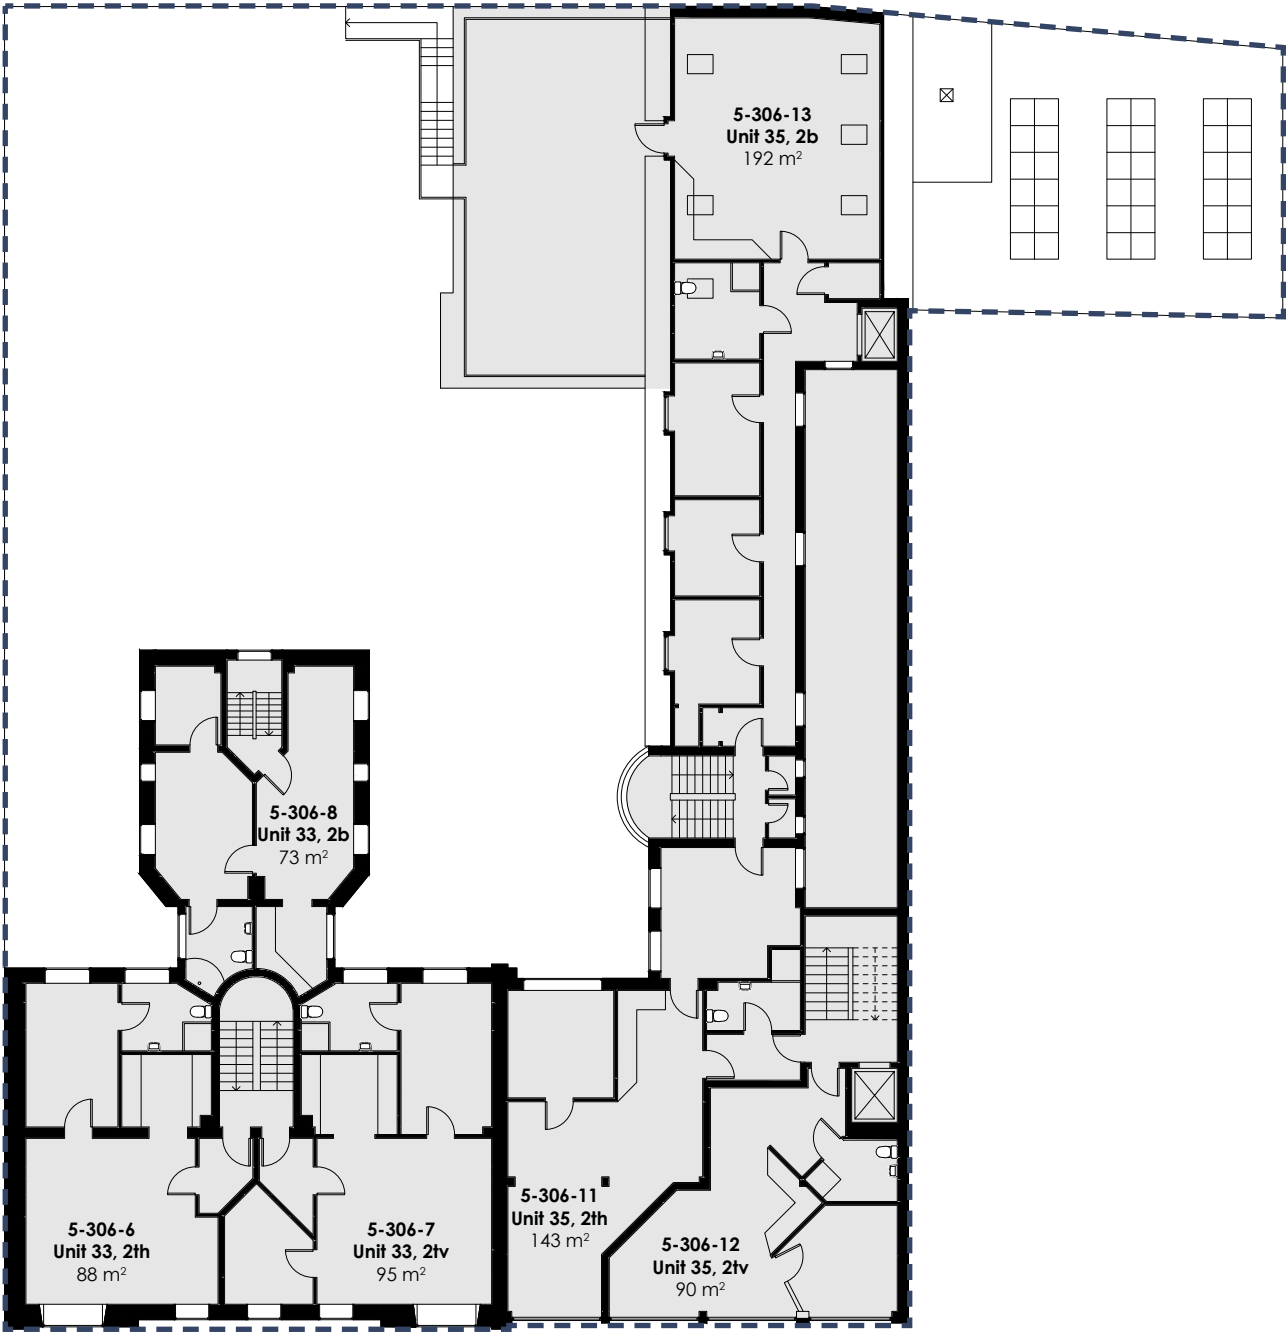 5-306-13
Unit 35, 2b
192 m²
5-306-8
Unit 33, 2b
73 m²
5-306-6
Unit 33, 2th
88 m²
5-306-7
Unit 33, 2tv
95 m²
5-306-11
Unit 35, 2th
143 m²
5-306-12
Unit 35, 2tv
90 m²